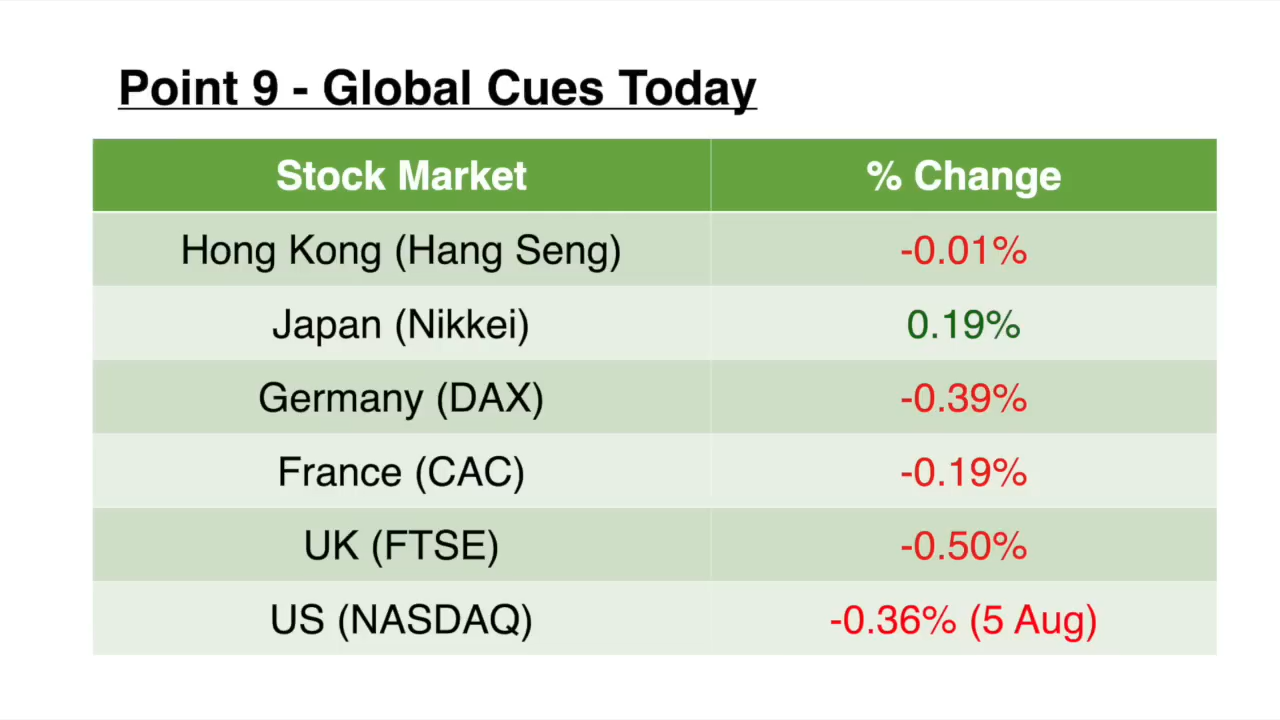 Point 9 - Global Cues Today
Stock Market % Change
Hong Kong (Hang Seng) -0.01%
Japan (Nikkei) 0.19%
Germany (DAX) -0.39%
France (CAC) -0.19%
UK (FTSE) -0.50%
US (NASDAQ) -0.36% (5 Aug)